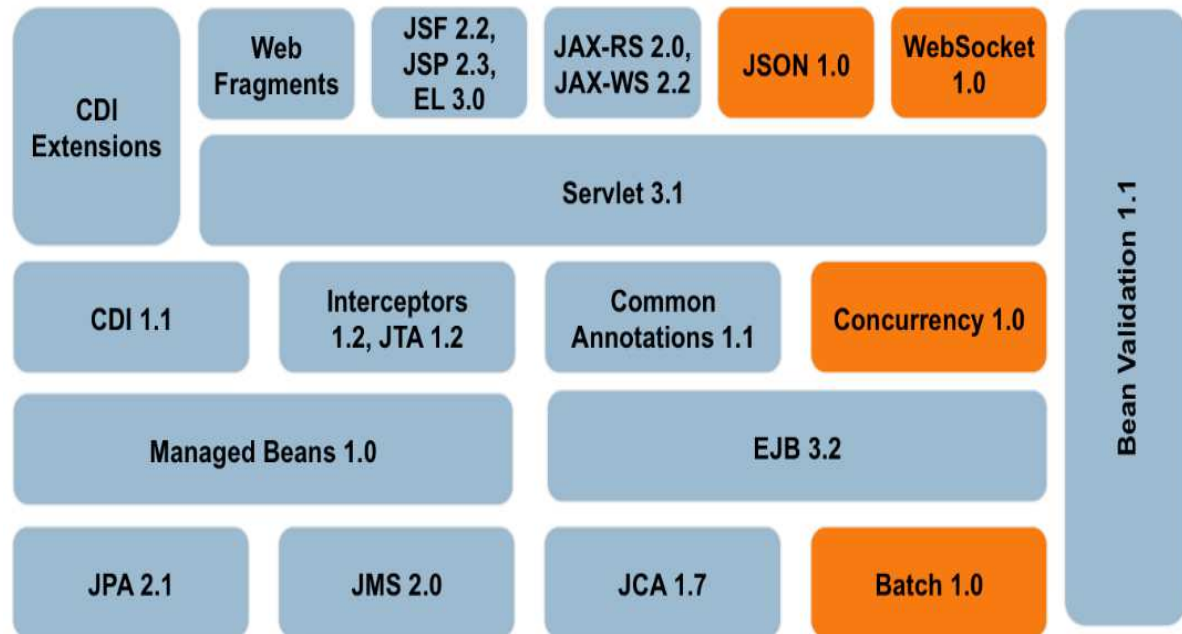 CDI
Extensions
Web
Fragments
JSF 2.2,
JSP 2.3,
EL 3.0
JAX-RS 2.0,
JAX-WS 2.2
JSON 1.0
WebSocket
1.0
Servlet 3.1
CDI 1.1
Interceptors
1.2, JTA 1.2
Common
Annotations 1.1
Concurrency 1.0
Managed Beans 1.0
EJB 3.2
JPA 2.1
JMS 2.0
JCA 1.7
Batch 1.0
Bean Validation 1.1